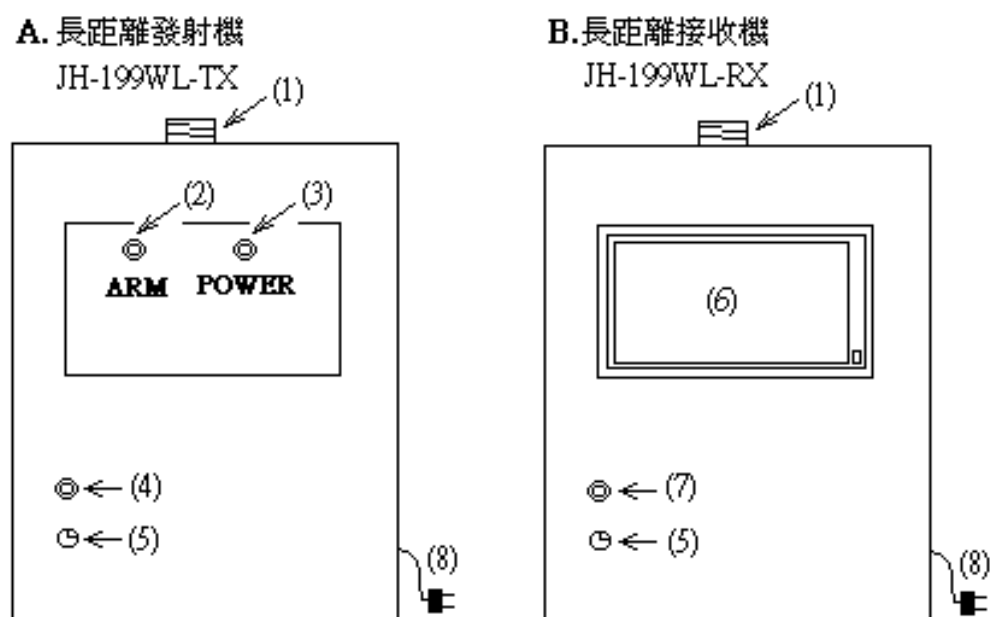 A. 長距離發射機
JH-199WL-TX
(1)
(2)
(3)
ARM
POWER
(4)
(5)
(8)
B.長距離接收機
JH-199WL-RX
(1)
(6)
(7)
(5)
(8)